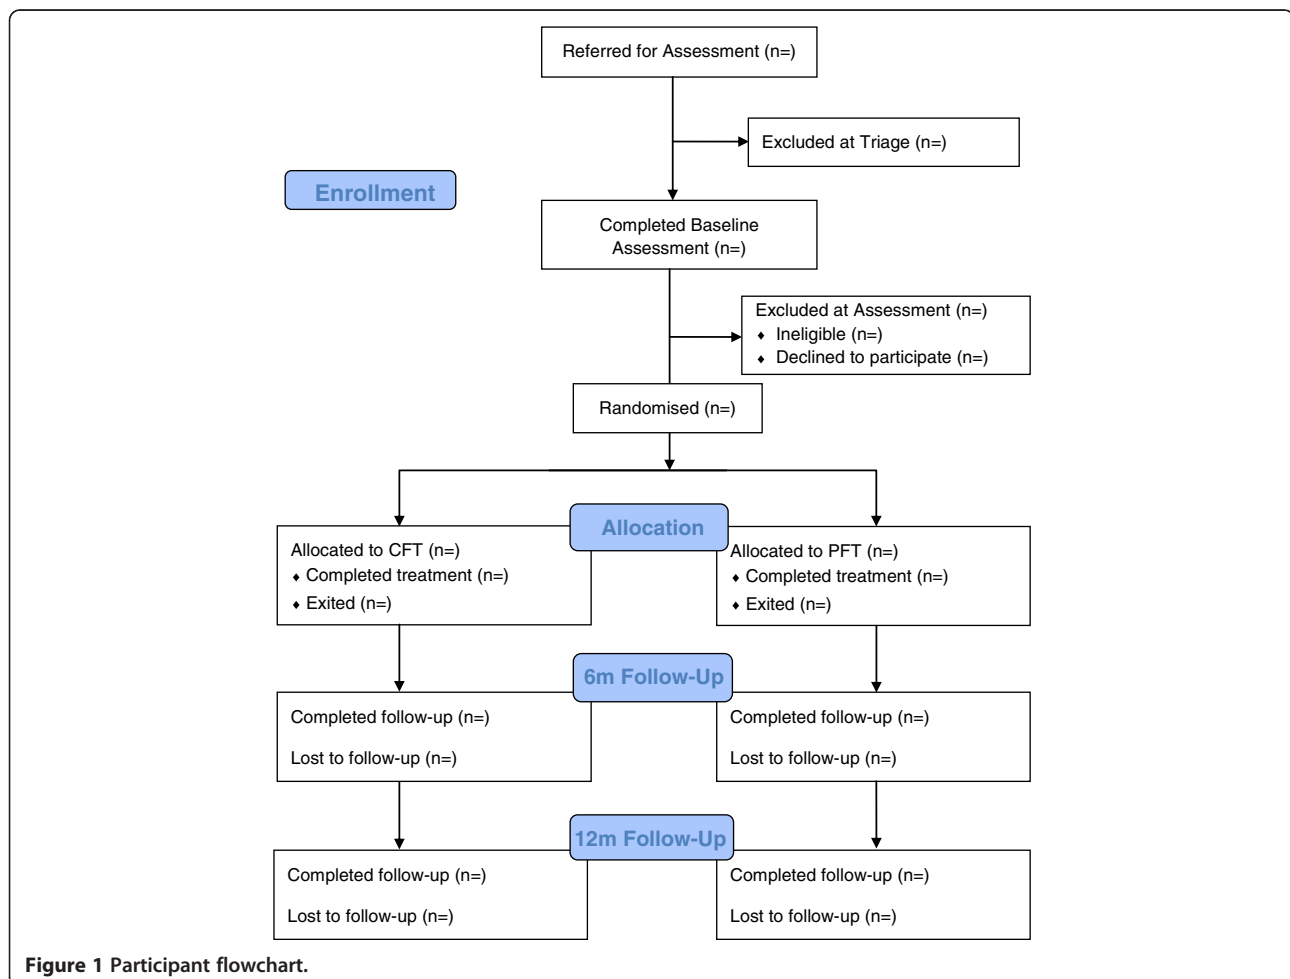 Referred for Assessment (n=)
Excluded at Triage (n=)
Enrollment
Completed Baseline
Assessment (n=)
Excluded at Assessment (n=)
♦ Ineligible (n=)
♦ Declined to participate (n=)
Randomised (n=)
Allocation
Allocated to CFT (n=)
♦ Completed treatment (n=)
♦ Exited (n=)
Allocated to PFT (n=)
♦ Completed treatment (n=)
♦ Exited (n=)
6m Follow-Up
Completed follow-up (n=)
Lost to follow-up (n=)
Completed follow-up (n=)
Lost to follow-up (n=)
12m Follow-Up
Completed follow-up (n=)
Lost to follow-up (n=)
Completed follow-up (n=)
Lost to follow-up (n=)
Figure 1 Participant flowchart.